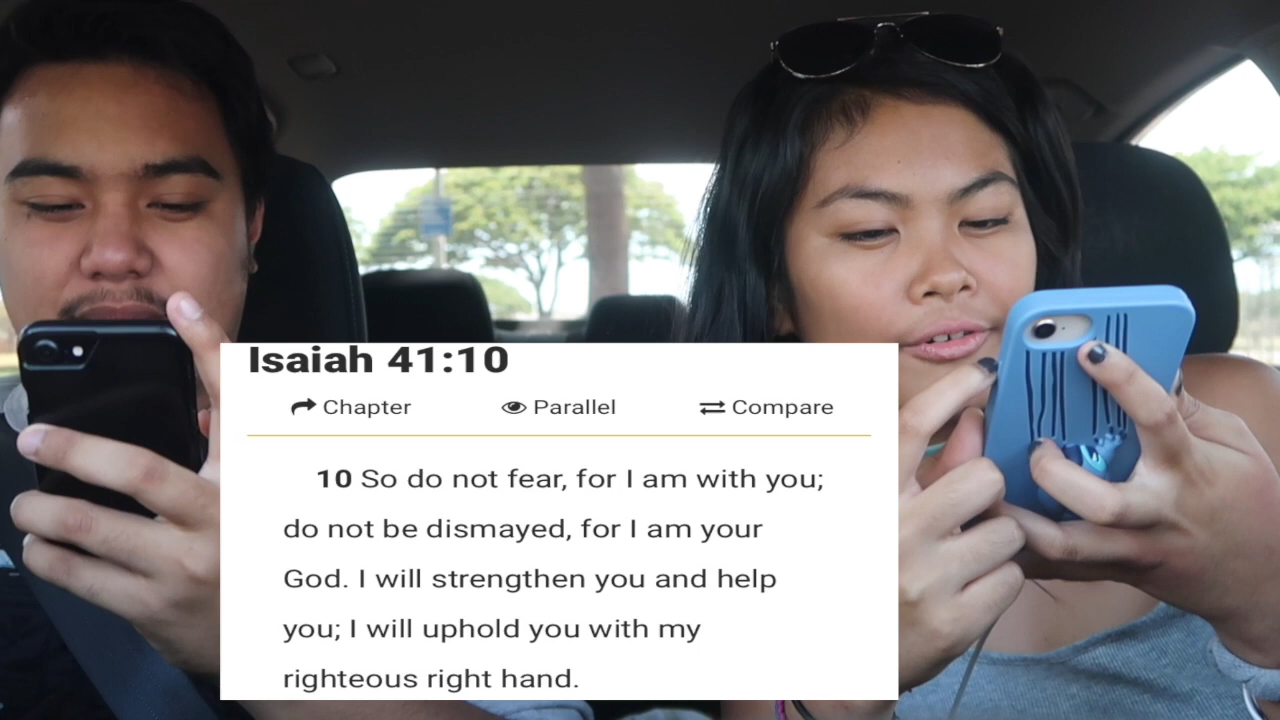 Isaiah 41:10
Chapter Parallel Compare
10 So do not fear, for I am with you;
do not be dismayed, for I am your
God. I will strengthen you and help
you; I will uphold you with my
righteous right hand.